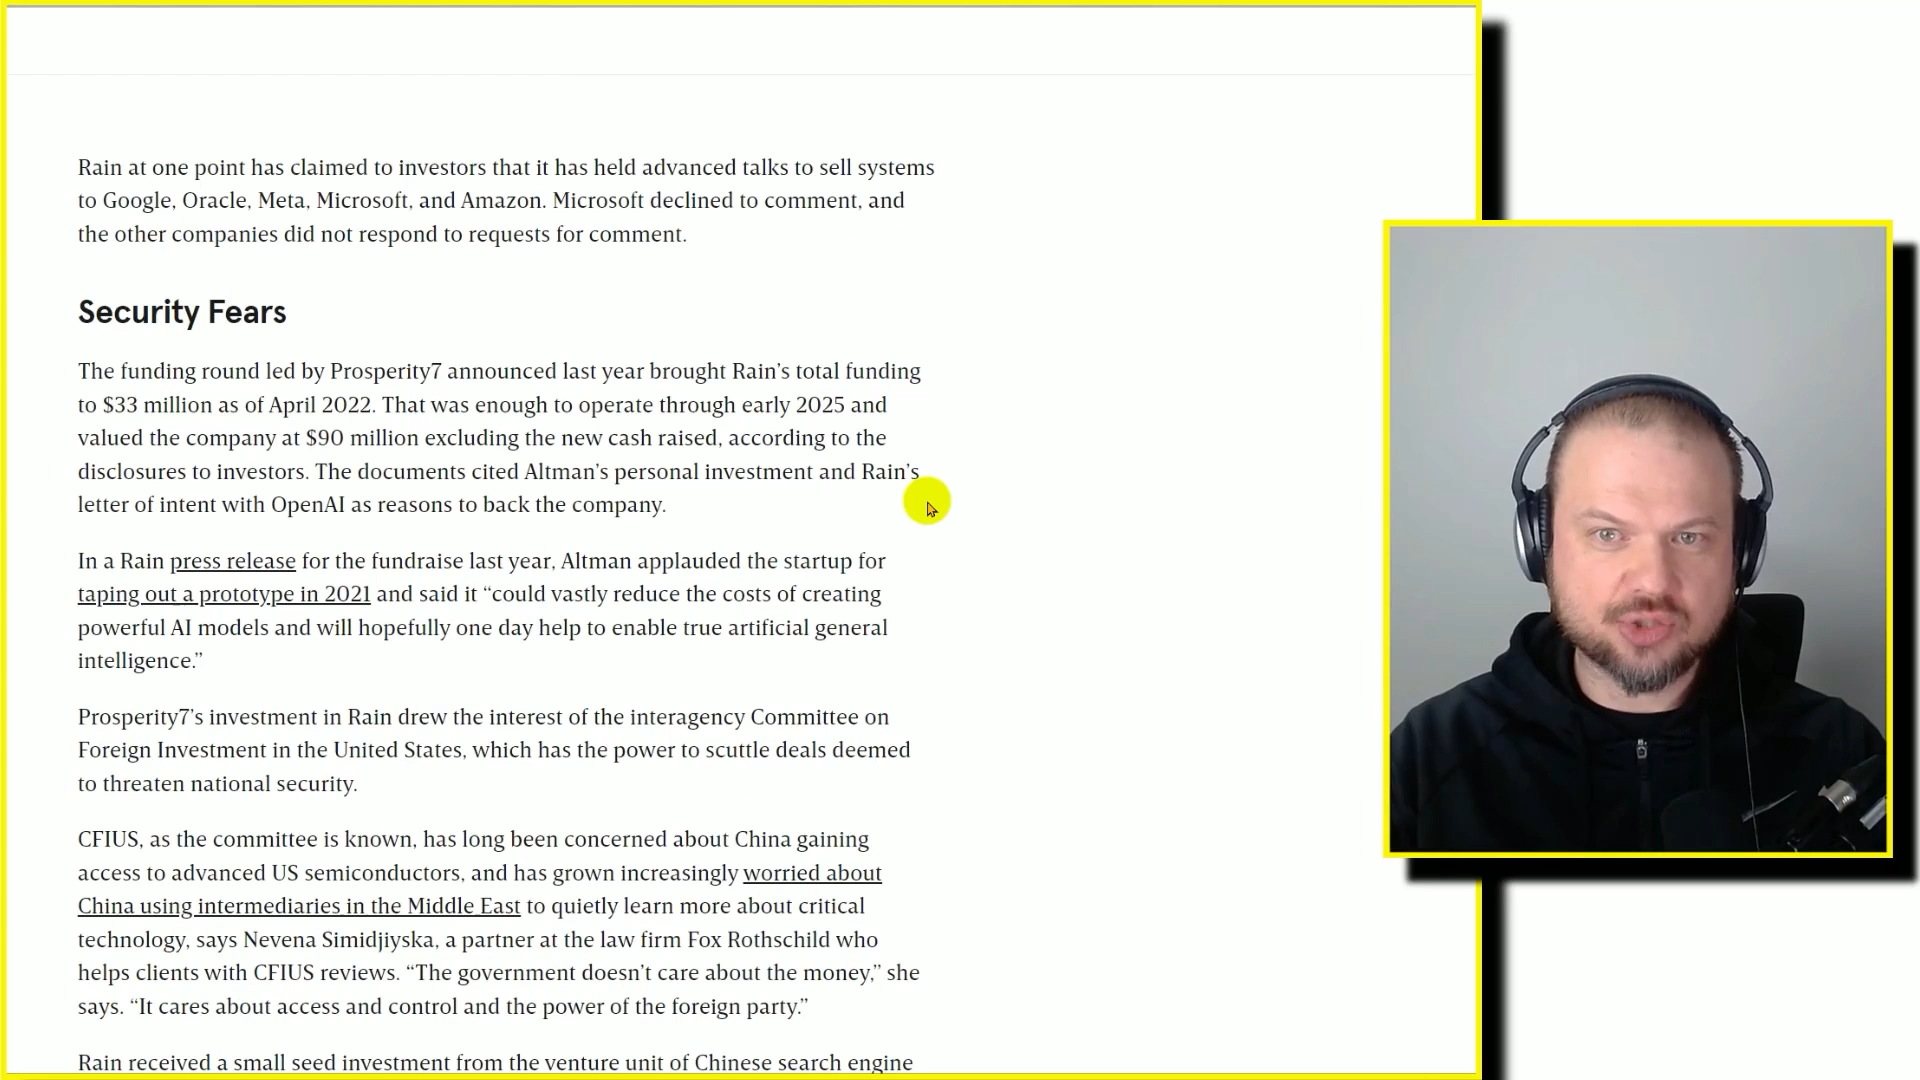 Rain at one point has claimed to investors that it has held advanced talks to sell systems
to Google, Oracle, Meta, Microsoft, and Amazon. Microsoft declined to comment, and
the other companies did not respond to requests for comment.
Security Fears
The funding round led by Prosperity7 announced last year brought Rain’s total funding
to $33 million as of April 2022. That was enough to operate through early 2025 and
valued the company at $90 million excluding the new cash raised, according to the
disclosures to investors. The documents cited Altman’s personal investment and Rain’s
letter of intent with OpenAI as reasons to back the company.
In a Rain press release for the fundraise last year, Altman applauded the startup for
taping out a prototype in 2021 and said it “could vastly reduce the costs of creating
powerful AI models and will hopefully one day help to enable true artificial general
intelligence.”
Prosperity7’s investment in Rain drew the interest of the interagency Committee on
Foreign Investment in the United States, which has the power to scuttle deals deemed
to threaten national security.
CFIUS, as the committee is known, has long been concerned about China gaining
access to advanced US semiconductors, and has grown increasingly worried about
China using intermediaries in the Middle East to quietly learn more about critical
technology, says Nevena Simidjiyska, a partner at the law firm Fox Rothschild who
helps clients with CFIUS reviews. “The government doesn’t care about the money,” she
says. “It cares about access and control and the power of the foreign party.”
Rain received a small seed investment from the venture unit of Chinese search engine